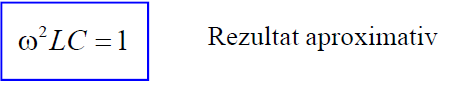 ω²LC = 1 Rezultat aproximativ